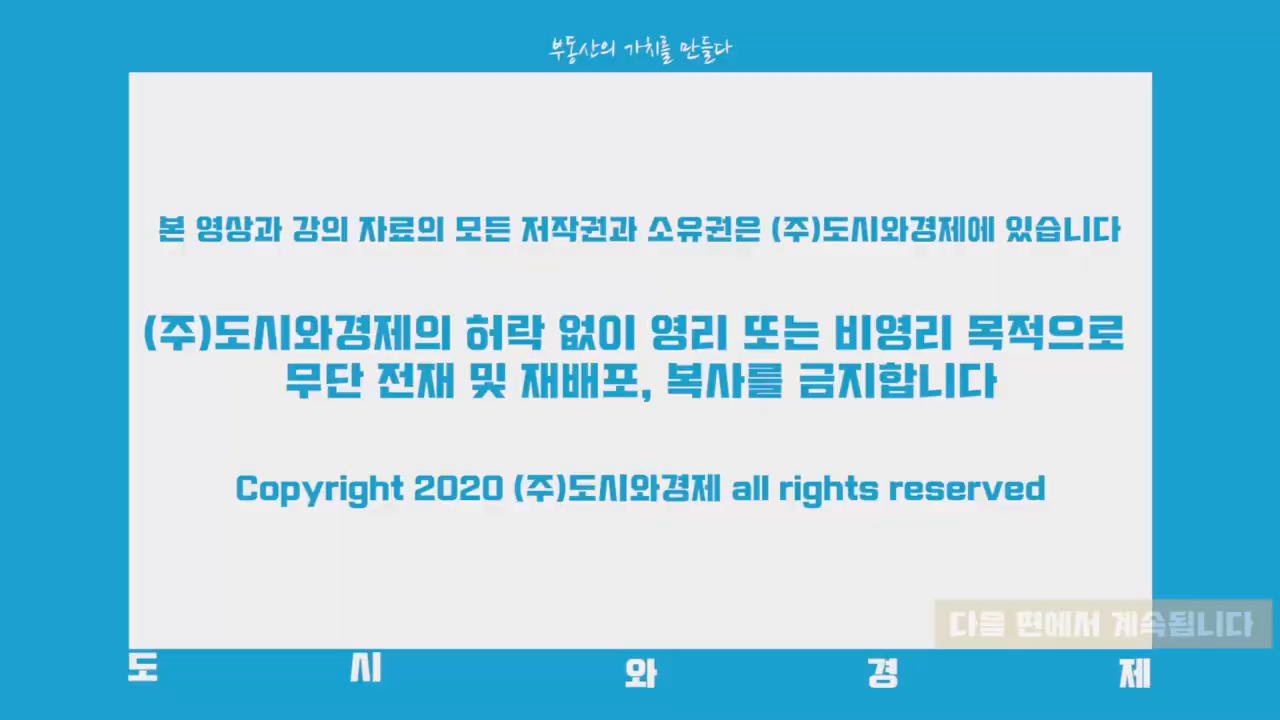 부동산의 가치를 만들다
본 영상과 강의 자료의 모든 저작권과 소유권은 (주)도시와경제에 있습니다
(주)도시와경제의 허락 없이 영리 또는 비영리 목적으로
무단 전재 및 재배포, 복사를 금지합니다
Copyright 2020 (주)도시와경제 all rights reserved
다음 편에서 계속됩니다
도 시 와 경 제